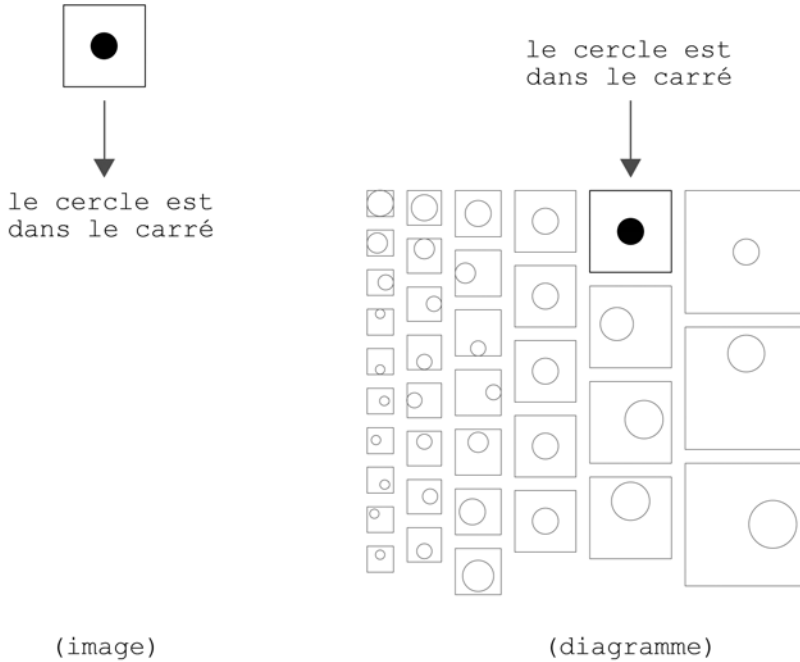 le cercle est
dans le carré
(image)
le cercle est
dans le carré
(diagramme)